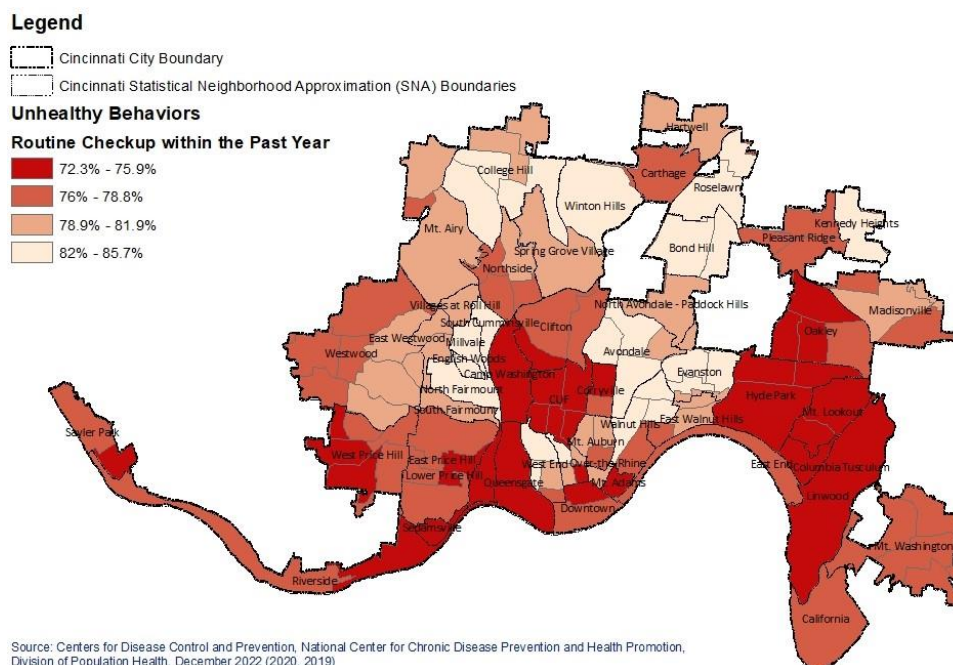 Legend
Cincinnati City Boundary
Cincinnati Statistical Neighborhood Approximation (SNA) Boundaries
Unhealthy Behaviors
Routine Checkup within the Past Year
72.3% - 75.9%
76% - 78.8%
78.9% - 81.9%
82% - 85.7%
Hartwell
College Hill
Carthage
Roselawn
Winton Hills
Kennedy Heights
Mt. Airy
Pleasant Ridge
Bond Hill
Spring Grove Village
Northside
Villages at Roll Hill
North Avondale - Paddock Hills
Madisonville
South Cumminsville
Clifton
Oakley
East Westwood
Millvale
Westwood
Avondale
English Woods
Camp Washington
Evanston
North Fairmount
Corryville
Hyde Park
CUF
South Fairmount
Mt. Lookout
Walnut Hills
East Walnut Hills
Sayler Park
Mt. Auburn
West Price Hill
East Price Hill
West End
Over-the-Rhine
East End
Columbia Tusculum
Lower Price Hill
Queensgate
Mt. Adams
Linwood
Downtown
Sedamsville
Mt. Washington
Riverside
California
Source: Centers for Disease Control and Prevention, National Center for Chronic Disease Prevention and Health Promotion,
Division of Population Health, December 2022 (2020, 2019)